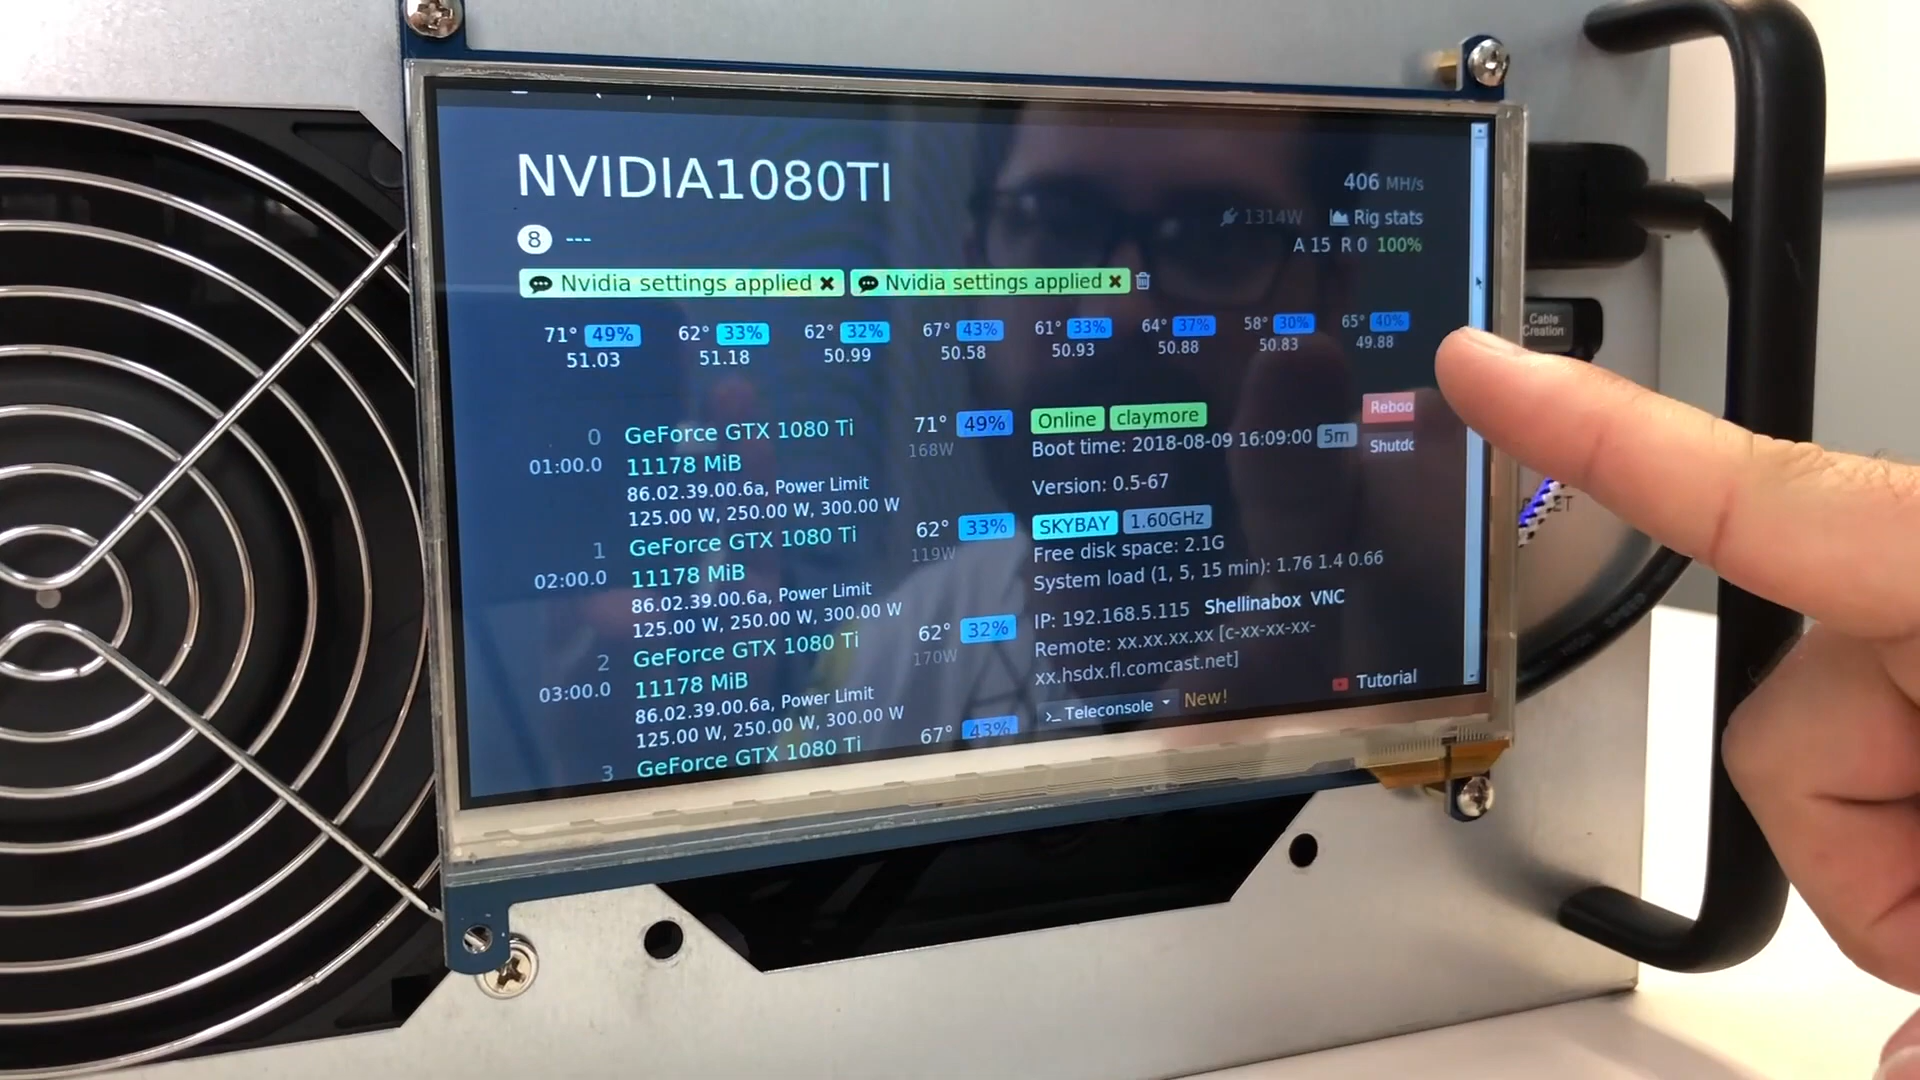 NVIDIA1080TI
406 MH/s
1314W Rig stats
8 ---
A 15 R 0 100%
Nvidia settings applied × Nvidia settings applied ×
71° 49% 62° 33% 62° 32% 67° 43% 61° 33% 64° 37% 58° 30% 65° 40%
51.03 51.18 50.99 50.58 50.93 50.88 50.83 49.88
Cable
Creation
0 GeForce GTX 1080 Ti 71° 49%
01:00.0 11178 MiB 168W
86.02.39.00.6a, Power Limit
125.00 W, 250.00 W, 300.00 W
1 GeForce GTX 1080 Ti 62° 33%
02:00.0 11178 MiB 119W
86.02.39.00.6a, Power Limit
125.00 W, 250.00 W, 300.00 W
2 GeForce GTX 1080 Ti 62° 32%
03:00.0 11178 MiB 170W
86.02.39.00.6a, Power Limit
125.00 W, 250.00 W, 300.00 W
3 GeForce GTX 1080 Ti 67° 43%
Online claymore
Reboo
Boot time: 2018-08-09 16:09:00 5m
Shutdc
Version: 0.5-67
SKYBAY 1.60GHz
Free disk space: 2.1G
System load (1, 5, 15 min): 1.76 1.4 0.66
IP: 192.168.5.115 Shellinabox VNC
Remote: xx.xx.xx.xx [c-xx-xx-xx-
xx.hsdx.fl.comcast.net]
Tutorial
>_ Teleconsole New!